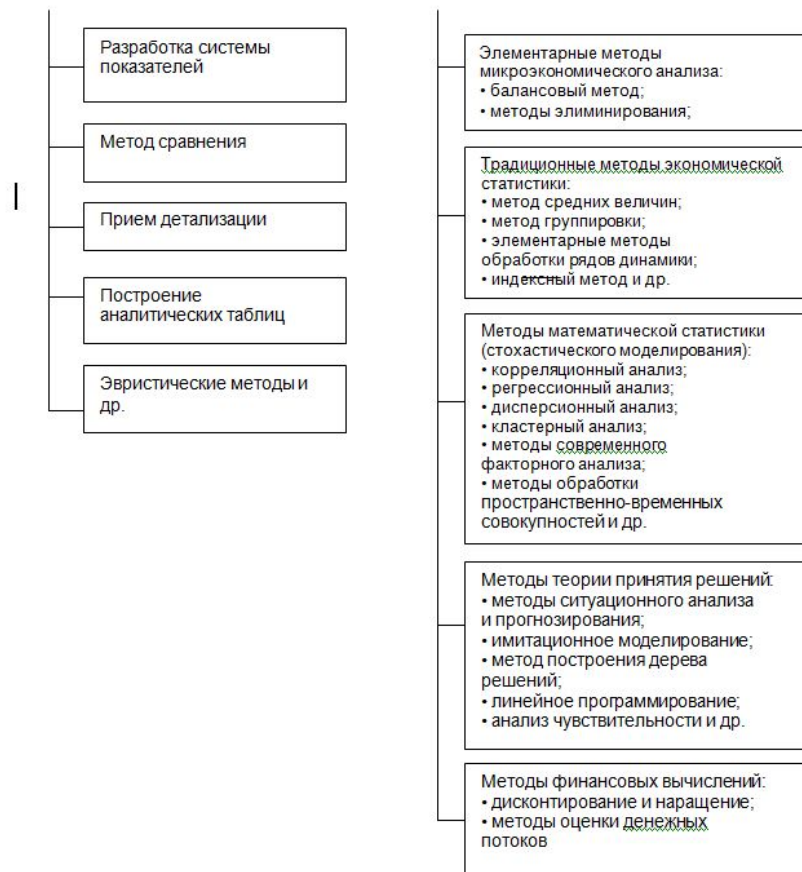 Разработка системы
показателей
Метод сравнения
Прием детализации
Построение
аналитических таблиц
Эвристические методы и
др.
Элементарные методы
микроэкономического анализа:
• балансовый метод;
• методы элиминирования;
Традиционные методы экономической
статистики:
• метод средних величин;
• метод группировки;
• элементарные методы
обработки рядов динамики;
• индексный метод и др.
Методы математической статистики
(стохастического моделирования):
• корреляционный анализ;
• регрессионный анализ;
• дисперсионный анализ;
• кластерный анализ;
• методы современного
факторного анализа;
• методы обработки
пространственно-временных
совокупностей и др.
Методы теории принятия решений:
• методы ситуационного анализа
и прогнозирования;
• имитационное моделирование;
• метод построения дерева
решений;
• линейное программирование;
• анализ чувствительности и др.
Методы финансовых вычислений:
• дисконтирование и наращение;
• методы оценки денежных
потоков